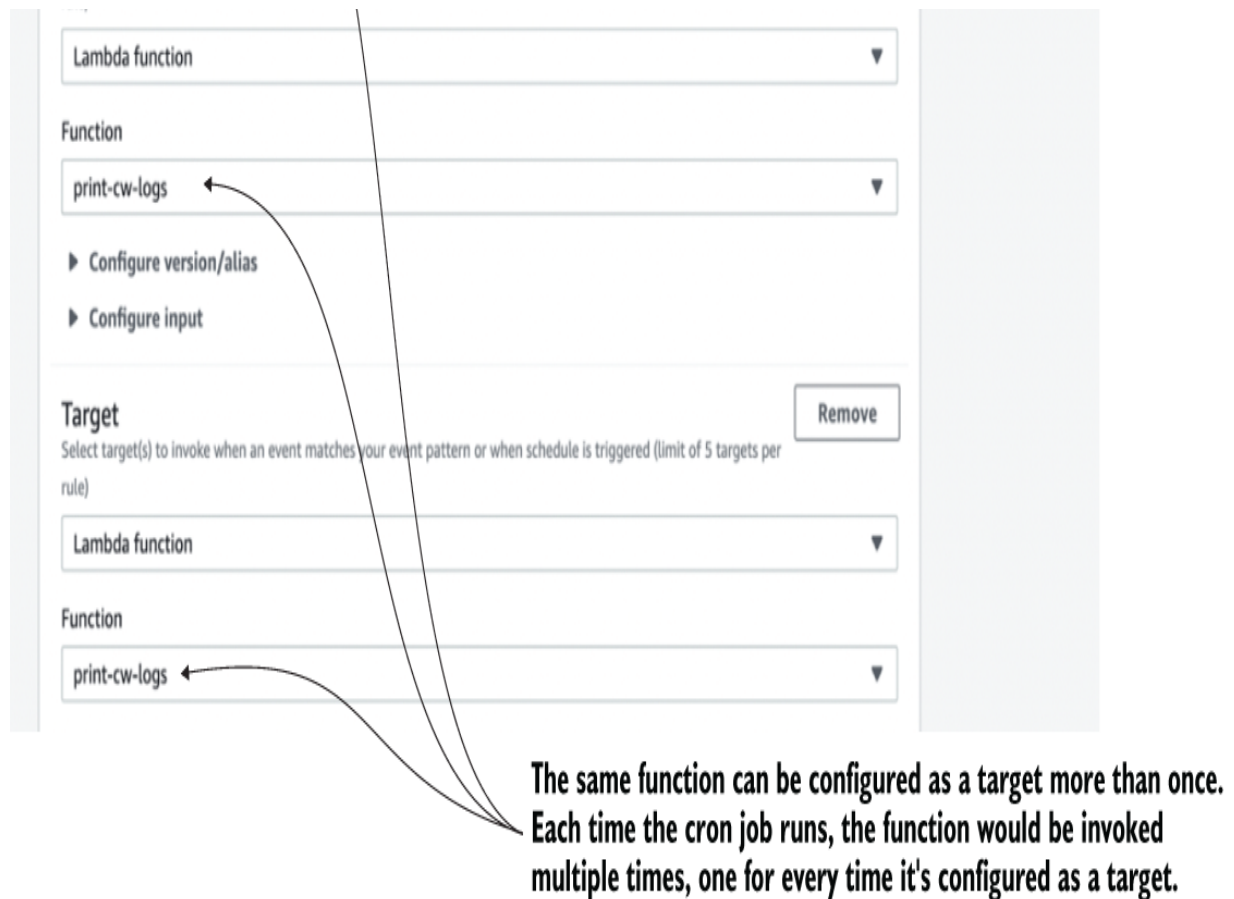 Lambda function
Function
print-cw-logs
Configure version/alias
Configure input
Target
Remove
Select target(s) to invoke when an event matches your event pattern or when schedule is triggered (limit of 5 targets per
rule)
Lambda function
Function
print-cw-logs
The same function can be configured as a target more than once.
Each time the cron job runs, the function would be invoked
multiple times, one for every time it's configured as a target.